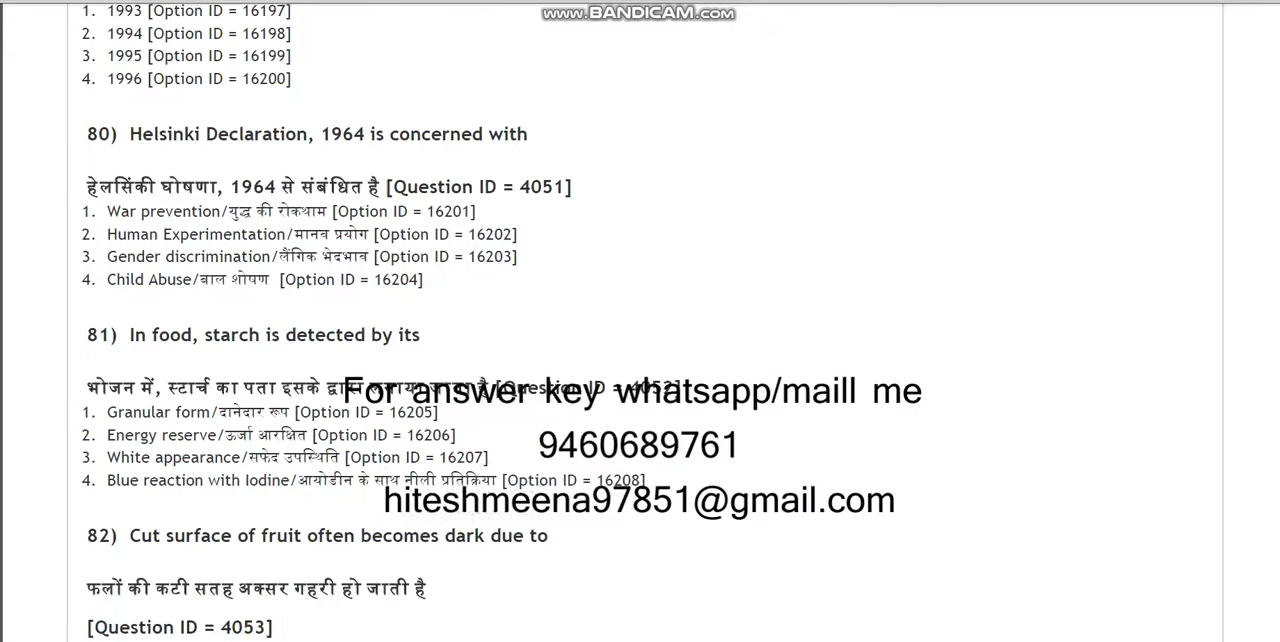 www.BANDICAM.com
1. 1993 [Option ID = 16197]
2. 1994 [Option ID = 16198]
3. 1995 [Option ID = 16199]
4. 1996 [Option ID = 16200]
80) Helsinki Declaration, 1964 is concerned with
हेलसिंकी घोषणा, 1964 से संबंधित है [Question ID = 4051]
1. War prevention/युद्ध की रोकथाम [Option ID = 16201]
2. Human Experimentation/मानव प्रयोग [Option ID = 16202]
3. Gender discrimination/लैंगिक भेदभाव [Option ID = 16203]
4. Child Abuse/बाल शोषण [Option ID = 16204]
81) In food, starch is detected by its
भोजन में, स्टार्च का पता इसके द्वारा लगाया जाता है [Question ID = 4052]
For answer key whatsapp/maill me
1. Granular form/दानेदार रूप [Option ID = 16205]
2. Energy reserve/ऊर्जा आरक्षित [Option ID = 16206]
9460689761
3. White appearance/सफेद उपस्थिति [Option ID = 16207]
4. Blue reaction with Iodine/आयोडीन के साथ नीली प्रतिक्रिया [Option ID = 16208]
hiteshmeena97851@gmail.com
82) Cut surface of fruit often becomes dark due to
फलों की कटी सतह अक्सर गहरी हो जाती है
[Question ID = 4053]